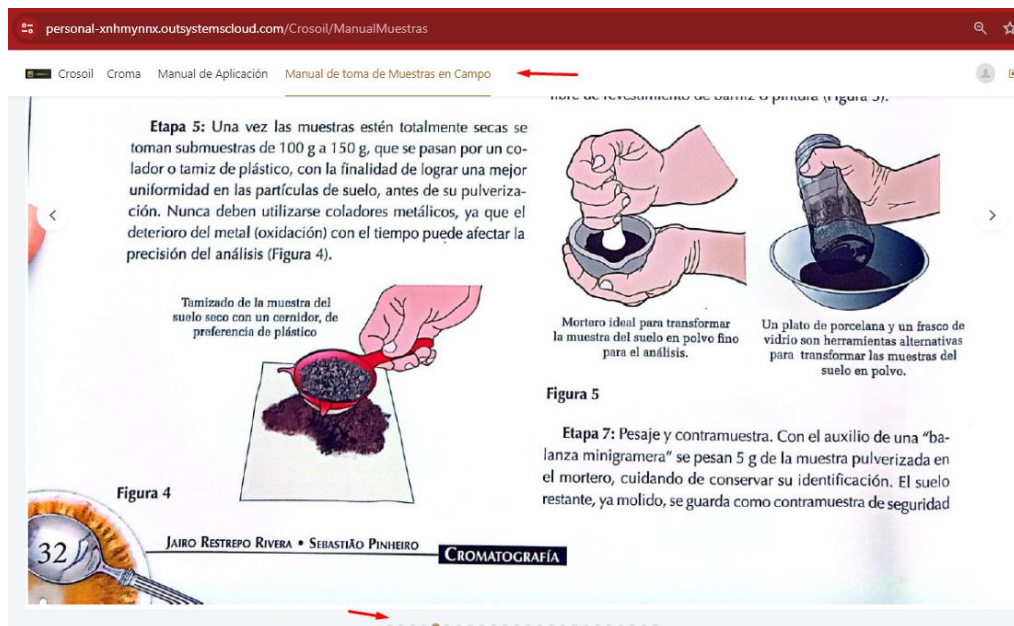 personal-xnhmynnx.outsystemscloud.com/Crosoil/ManualMuestras
Crosoil Croma Manual de Aplicación Manual de toma de Muestras en Campo
Etapa 5: Una vez las muestras estén totalmente secas se
toman submuestras de 100 g a 150 g, que se pasan por un co-
lador o tamiz de plástico, con la finalidad de lograr una mejor
uniformidad en las partículas de suelo, antes de su pulveriza-
ción. Nunca deben utilizarse coladores metálicos, ya que el
deterioro del metal (oxidación) con el tiempo puede afectar la
precisión del análisis (Figura 4).
Tamizado de la muestra del
suelo seco con un cernidor, de
preferencia de plástico
Figura 4
32
JAIRO RESTREPO RIVERA • SEBASTIÃO PINHEIRO
CROMATOGRAFÍA
libre de revestimiento de barniz o pintura (Figura 5).
Mortero ideal para transformar
la muestra del suelo en polvo fino
para el análisis.
Un plato de porcelana y un frasco de
vidrio son herramientas alternativas
para transformar las muestras del
suelo en polvo.
Figura 5
Etapa 7: Pesaje y contramuestra. Con el auxilio de una "ba-
lanza minigramera" se pesan 5 g de la muestra pulverizada en
el mortero, cuidando de conservar su identificación. El suelo
restante, ya molido, se guarda como contramuestra de seguridad